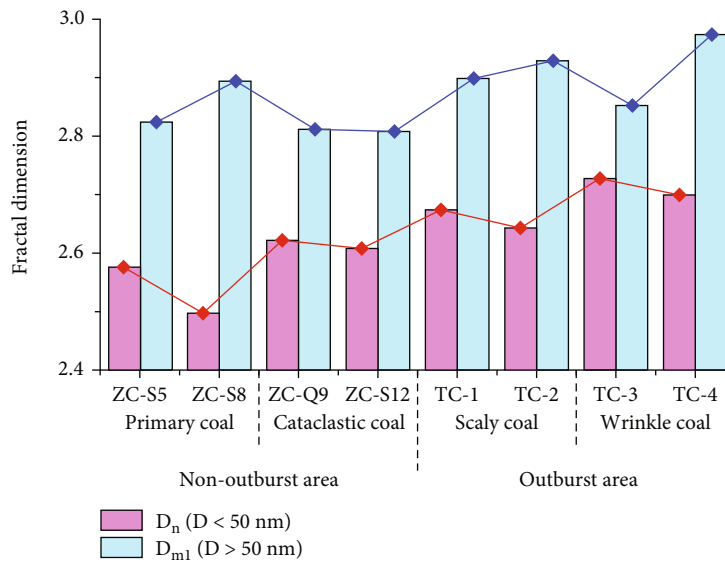 Fractal dimension
3.0
2.8
2.6
2.4
ZC-S5 ZC-S8 ZC-Q9 ZC-S12 TC-1 TC-2 TC-3 TC-4
Primary coal Cataclastic coal Scaly coal Wrinkle coal
Non-outburst area Outburst area
Dn (D < 50 nm)
Dm1 (D > 50 nm)